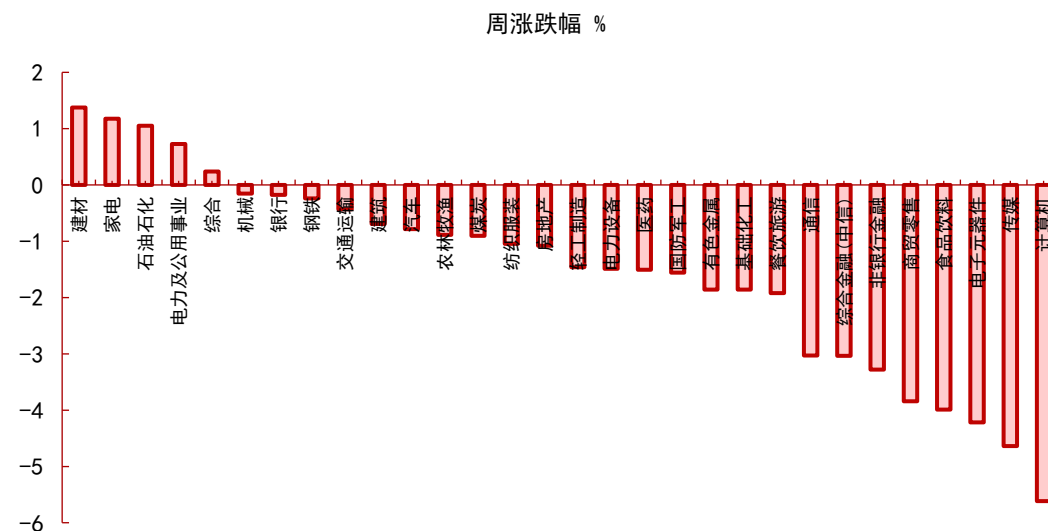 周涨跌幅 %
2
1
0
−1
−2
−3
−4
−5
−6
建材
家电
石油石化
电力及公用事业
综合
机械
银行
钢铁
交通运输
建筑
汽车
农林牧渔
煤炭
纺织服装
房地产
轻工制造
电力设备
医药
国防军工
有色金属
基础化工
餐饮旅游
通信
综合金融(中信)
非银行金融
商贸零售
食品饮料
电子元器件
传媒
计算机